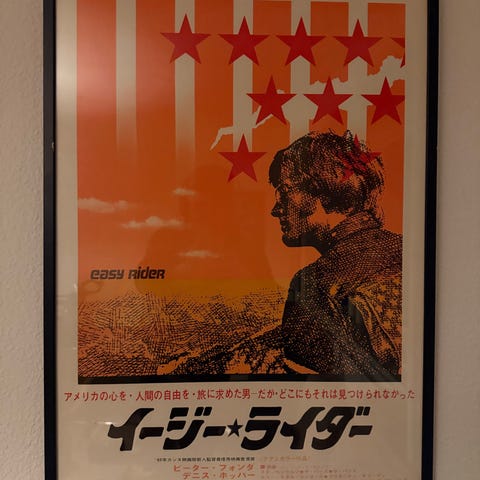 easy Rider
アメリカの心を・人間の自由を・旅に求めた男—だが・どこにもそれは見つけられなかった
イージー★ライダー
ピーター・フォンダ
デニス・ホッパー